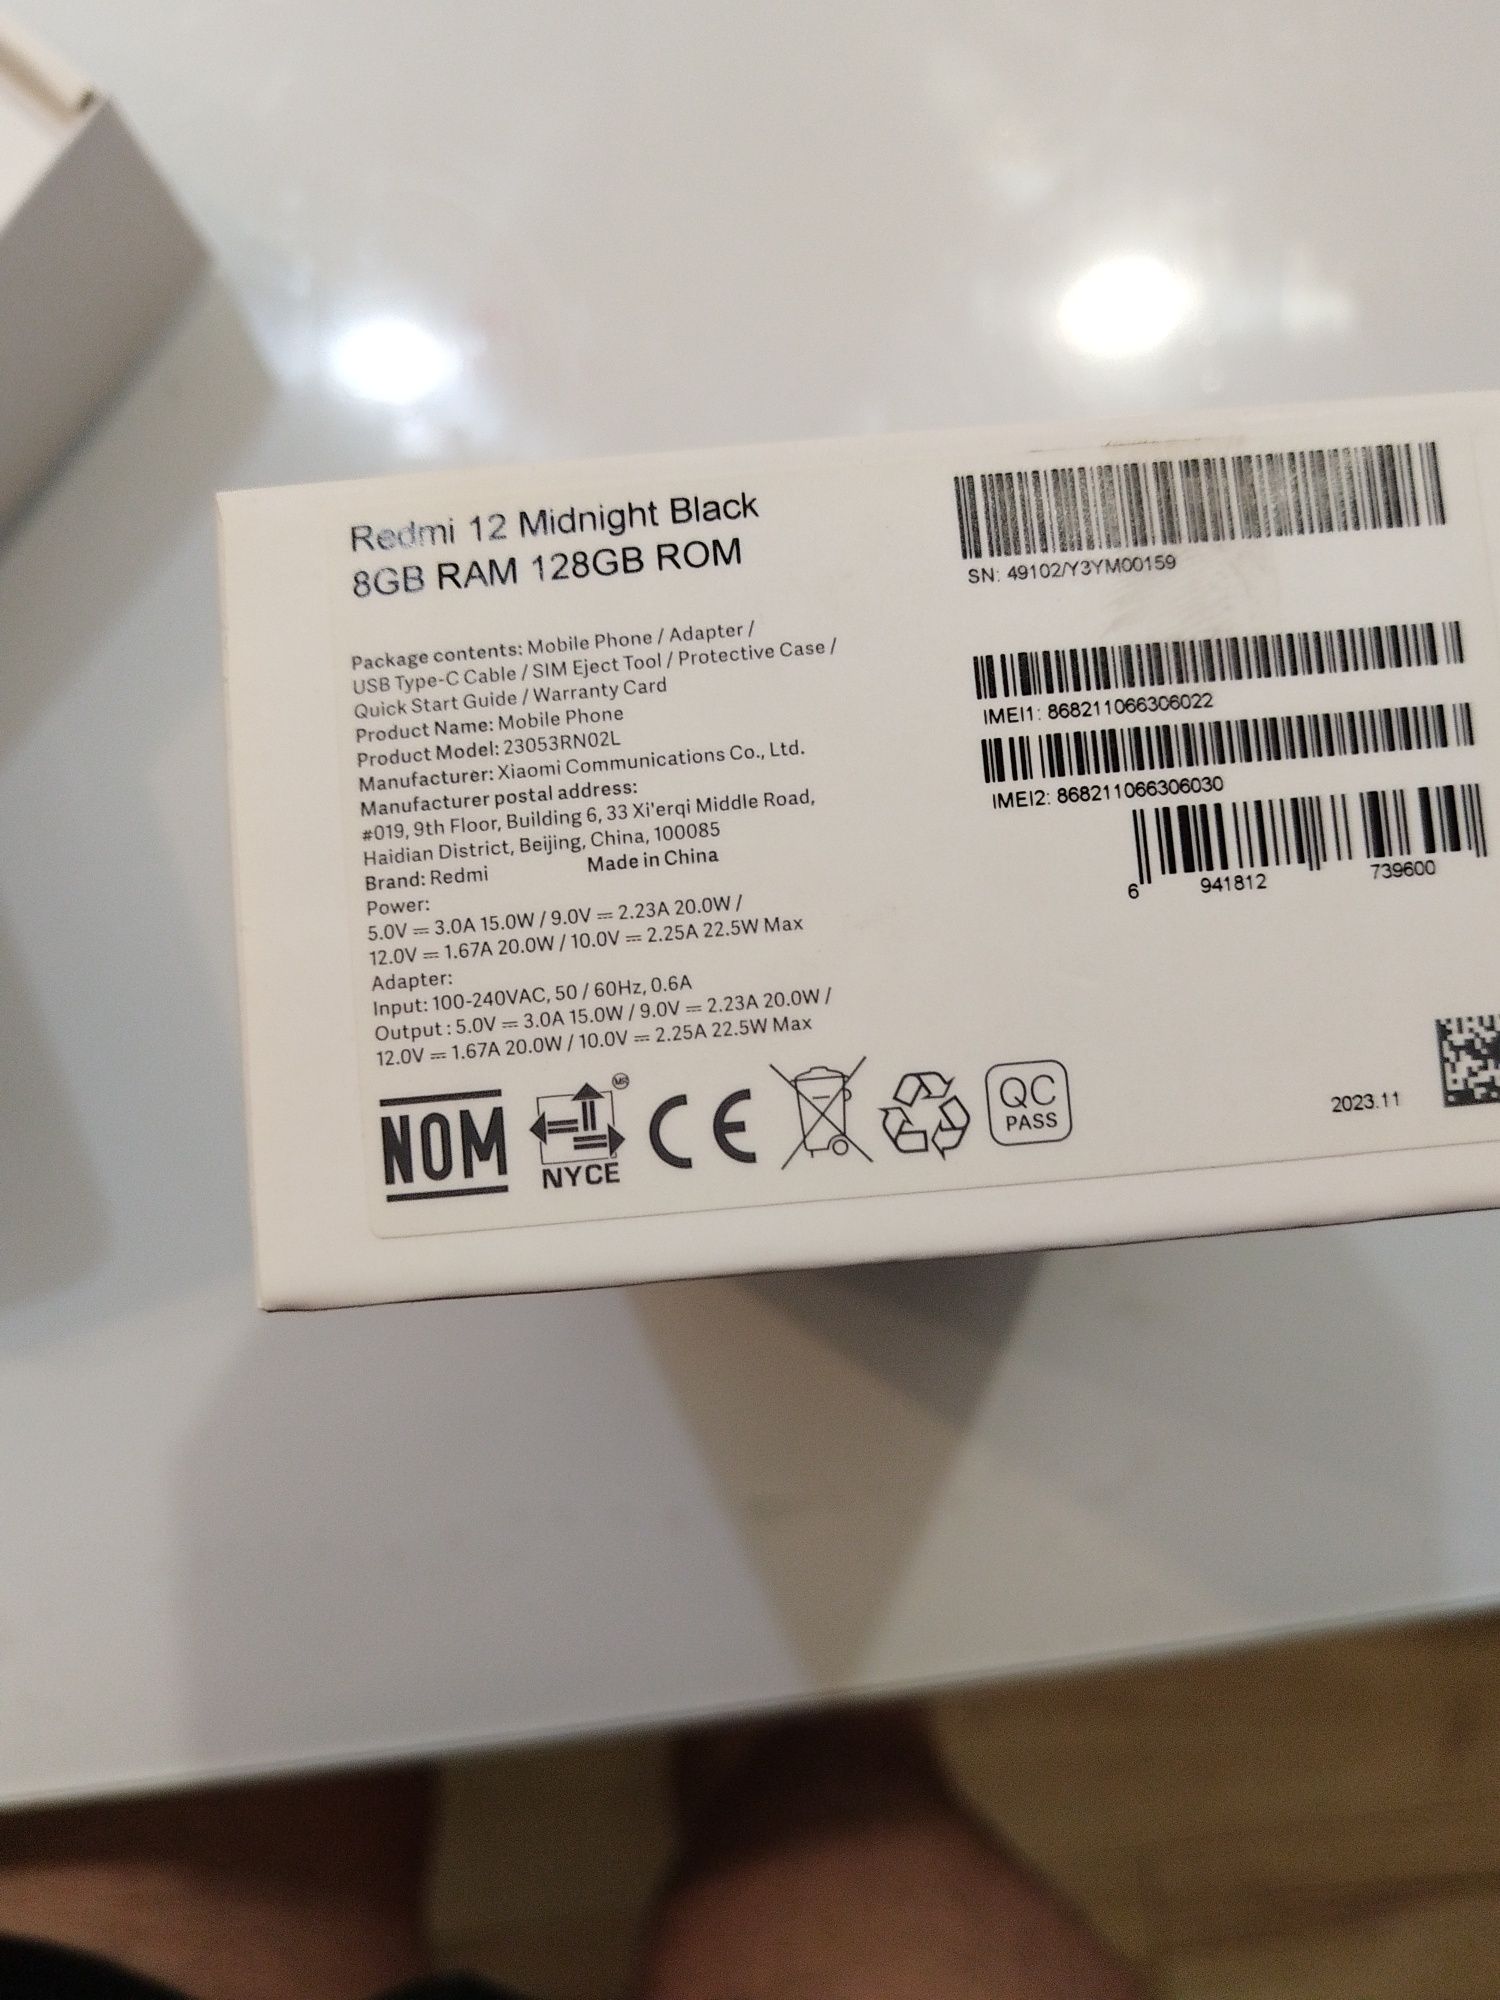 Redmi 12 Midnight Black
8GB RAM 128GB ROM
Package contents: Mobile Phone / Adapter /
USB Type-C Cable / SIM Eject Tool / Protective Case /
Quick Start Guide / Warranty Card
Product Name: Mobile Phone
Product Model: 23053RN02L
Manufacturer: Xiaomi Communications Co., Ltd.
Manufacturer postal address:
#019, 9th Floor, Building 6, 33 Xi'erqi Middle Road,
Haidian District, Beijing, China, 100085
Brand: Redmi Made in China
Power:
5.0V ⎓ 3.0A 15.0W / 9.0V ⎓ 2.23A 20.0W /
12.0V ⎓ 1.67A 20.0W / 10.0V ⎓ 2.25A 22.5W Max
Adapter:
Input: 100-240VAC, 50 / 60Hz, 0.6A
Output : 5.0V ⎓ 3.0A 15.0W / 9.0V ⎓ 2.23A 20.0W /
12.0V ⎓ 1.67A 20.0W / 10.0V ⎓ 2.25A 22.5W Max
NOM
MR
NYCE
CE
QC
PASS
SN: 49102/Y3YM00159
IMEI1: 868211066306022
IMEI2: 868211066306030
6 941812 739600
2023.11